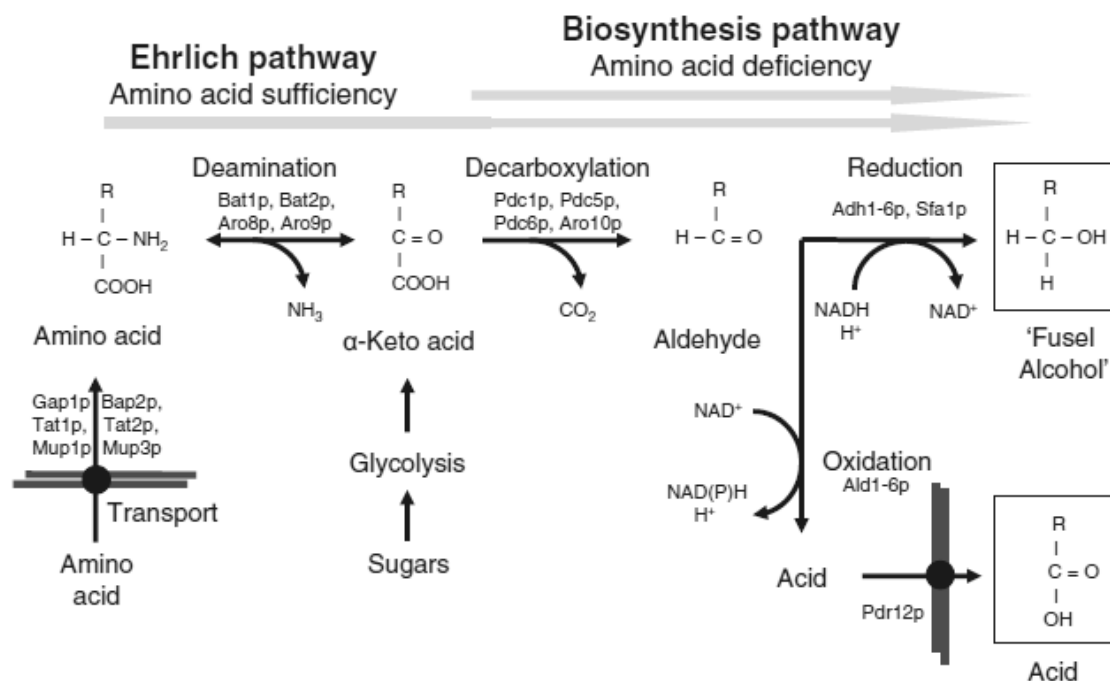 Ehrlich pathway
Amino acid sufficiency
Biosynthesis pathway
Amino acid deficiency
Deamination
Bat1p, Bat2p,
Aro8p, Aro9p
Decarboxylation
Pdc1p, Pdc5p,
Pdc6p, Aro10p
Reduction
Adh1-6p, Sfa1p
R
H – C – NH₂
COOH
NH₃
R
C = O
COOH
CO₂
R
H – C = O
NADH
H⁺
NAD⁺
R
H – C – OH
H
Amino acid
α-Keto acid
Aldehyde
'Fusel
Alcohol'
Gap1p Bap2p,
Tat1p, Tat2p,
Mup1p Mup3p
Transport
Amino
acid
Glycolysis
Sugars
NAD⁺
NAD(P)H
H⁺
Oxidation
Ald1-6p
Acid
Pdr12p
R
C = O
OH
Acid